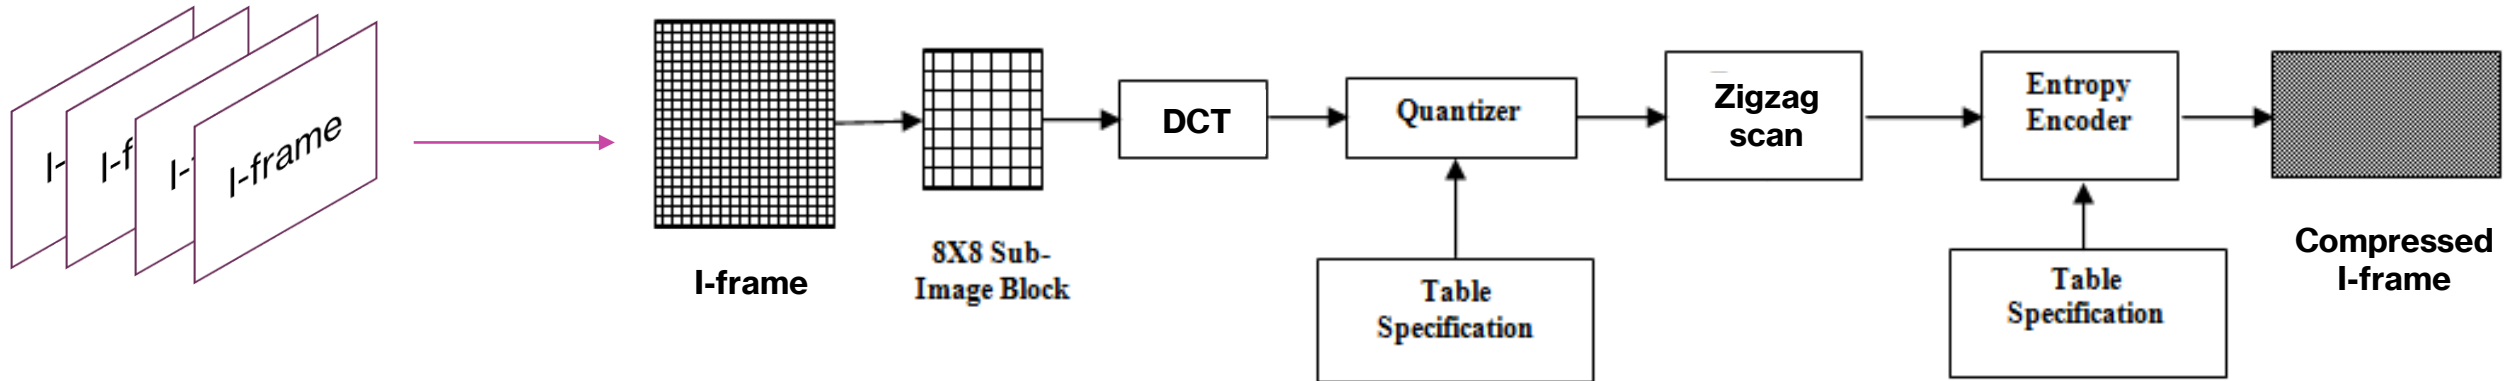 I-
I-f
I-
I-frame
I-frame
8X8 Sub-
Image Block
DCT
Quantizer
Table
Specification
Zigzag
scan
Entropy
Encoder
Table
Specification
Compressed
I-frame